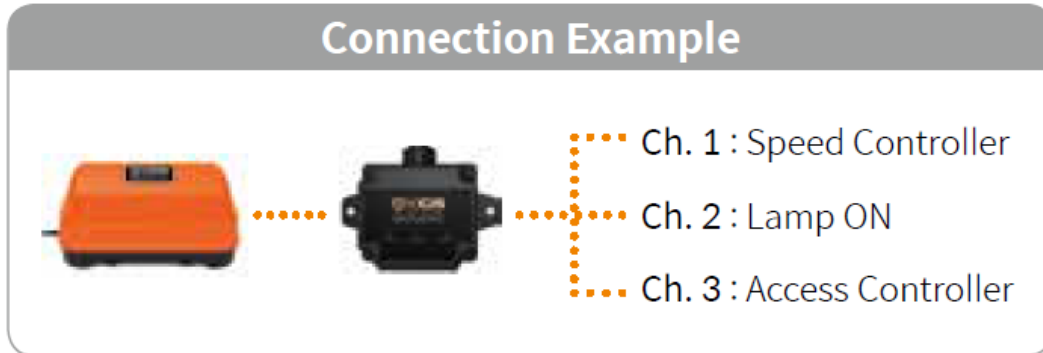 Connection Example
Ch. 1 : Speed Controller
Ch. 2 : Lamp ON
Ch. 3 : Access Controller